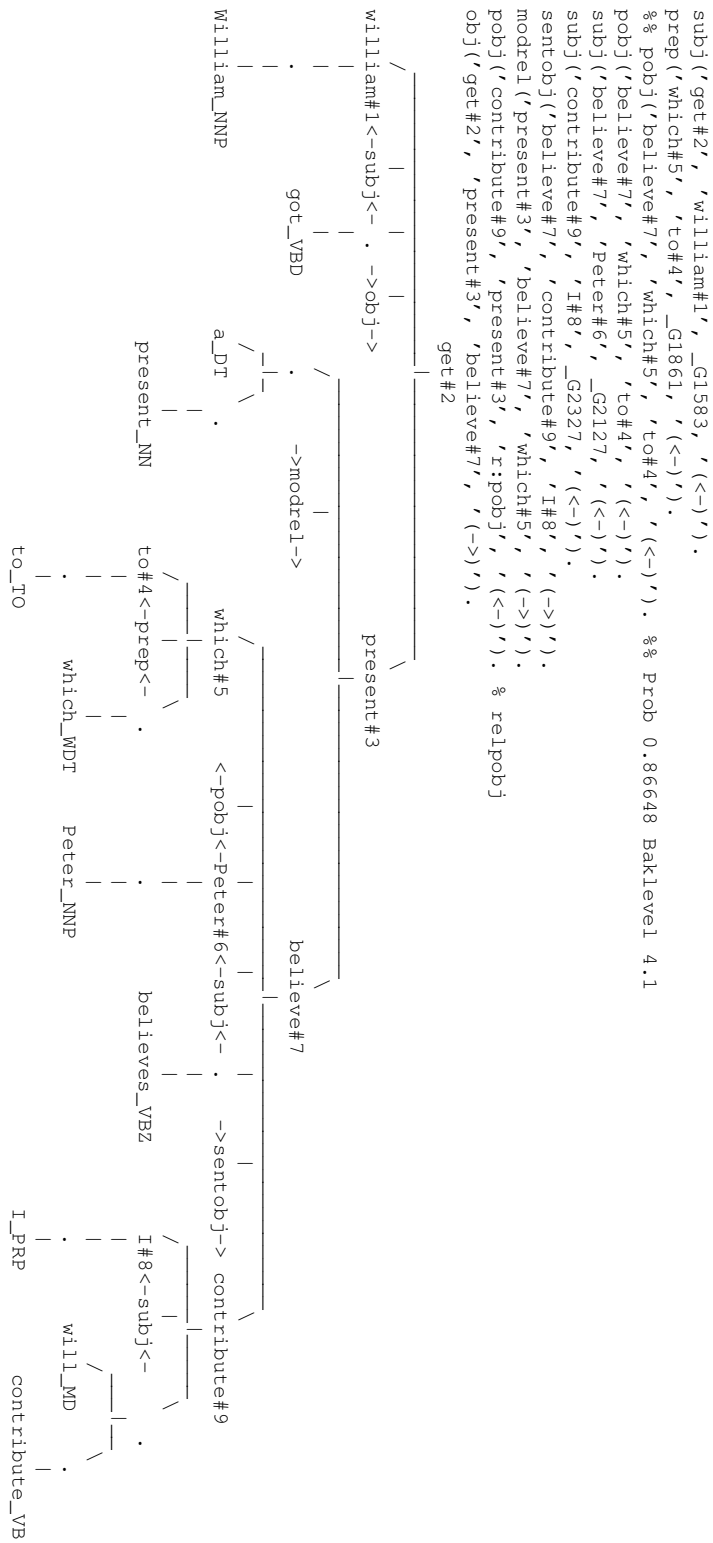 subj('get#2', 'william#1', _G1583, '(<-)').
prep('which#5', 'to#4', _G1861, '(<-)').
%% pobj('believe#7', 'which#5', 'to#4', '(<-)'). %% Prob 0.86648 Baklevel 4.1
pobj('believe#7', 'which#5', 'to#4', '(<-)').
subj('believe#7', 'Peter#6', _G2127, '(<-)').
subj('contribute#9', 'I#8', _G2327, '(<-)').
sentobj('believe#7', 'contribute#9', 'I#8', '(->)').
modrel('present#3', 'believe#7', 'which#5', '(->)').
pobj('contribute#9', 'present#3', 'r:pobj', '(<-)'). % relpobj
obj('get#2', 'present#3', 'believe#7', '(->)').
get#2
william#1<-subj<- . ->obj-> present#3
. got_VBD . ->modrel-> believe#7
William_NNP a_DT . which#5 <-pobj<-Peter#6<-subj<- . ->sentobj-> contribute#9
present_NN to#4<-prep<- . . believes_VBZ I#8<-subj<- .
. which_WDT Peter_NNP . will_MD .
to_TO I_PRP contribute_VB